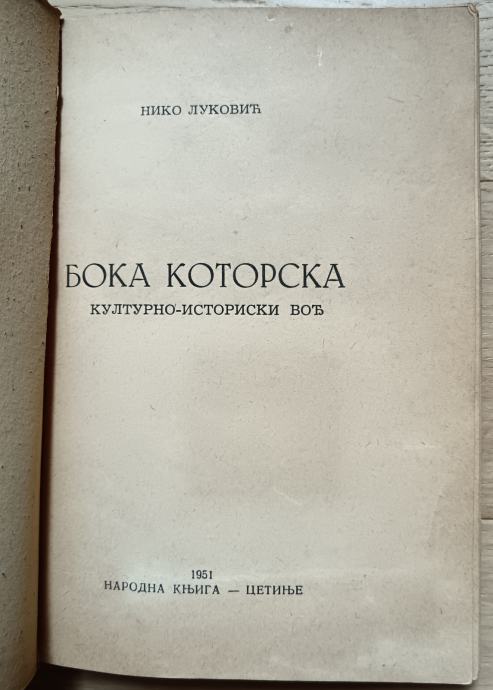 НИКО ЛУКОВИЋ
БОКА КОТОРСКА
КУЛТУРНО-ИСТОРИСКИ ВОЂ
1951
НАРОДНА КЊИГА — ЦЕТИЊЕ